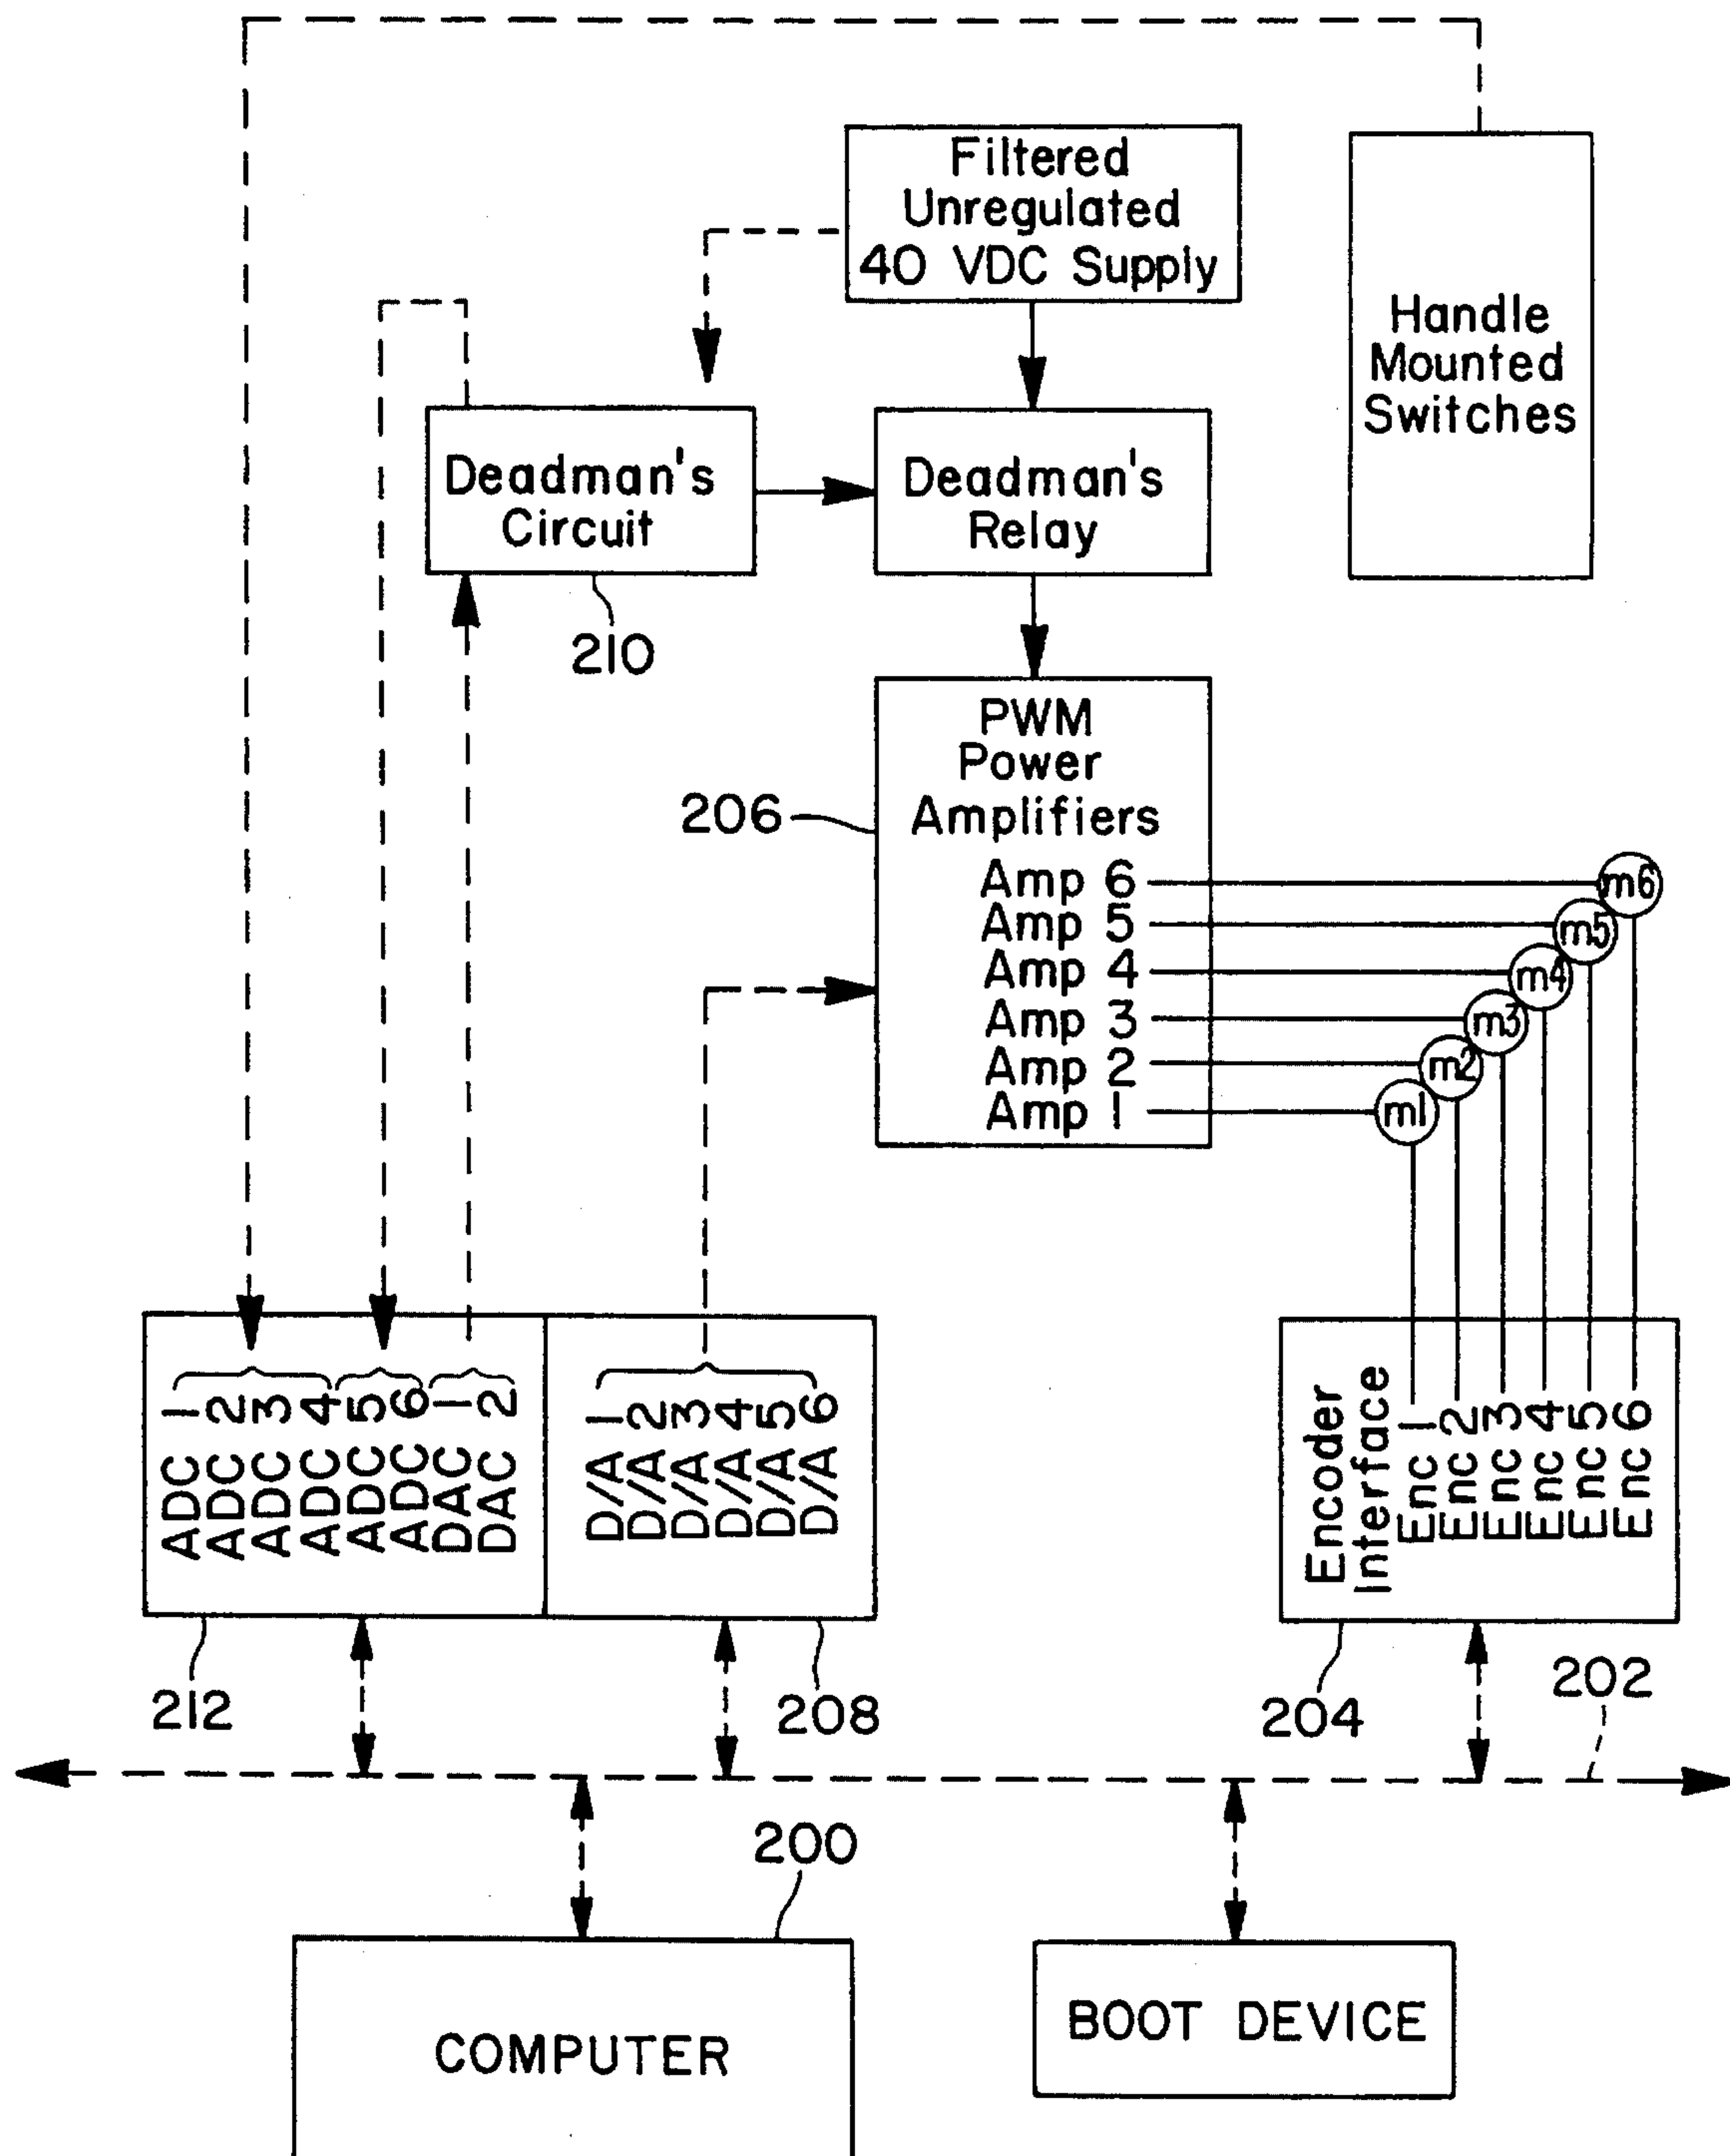 Filtered
Unregulated
40 VDC Supply
Handle
Mounted
Switches
Deadman's
Circuit
Deadman's
Relay
210
PWM
Power
Amplifiers
206
Amp 6
Amp 5
Amp 4
Amp 3
Amp 2
Amp 1
m6
m5
m4
m3
m2
m1
ADC 1
ADC 2
ADC 3
ADC 4
ADC 5
ADC 6
DAC 1
DAC 2
D/A 1
D/A 2
D/A 3
D/A 4
D/A 5
D/A 6
Encoder
Interface
Enc 1
Enc 2
Enc 3
Enc 4
Enc 5
Enc 6
212
208
204
202
200
COMPUTER
BOOT DEVICE